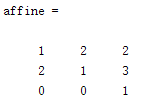 affine =
1 2 2
2 1 3
0 0 1